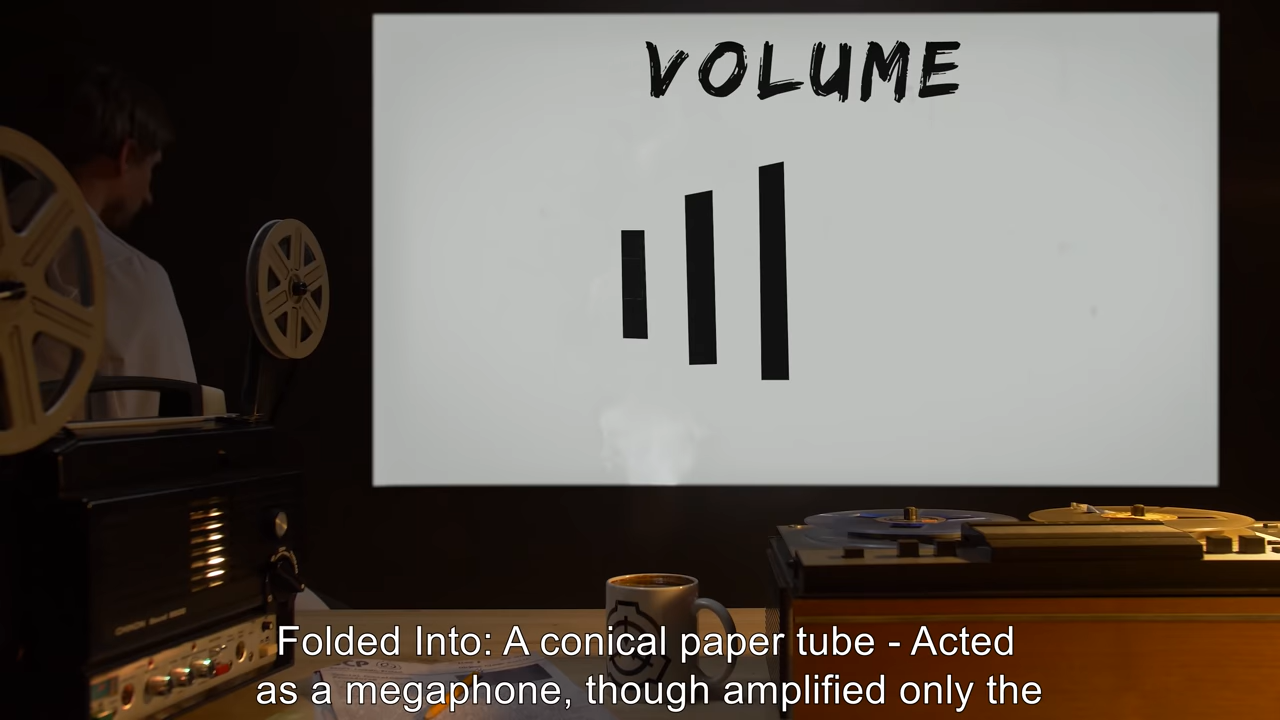 VOLUME
Folded Into: A conical paper tube - Acted
as a megaphone, though amplified only the